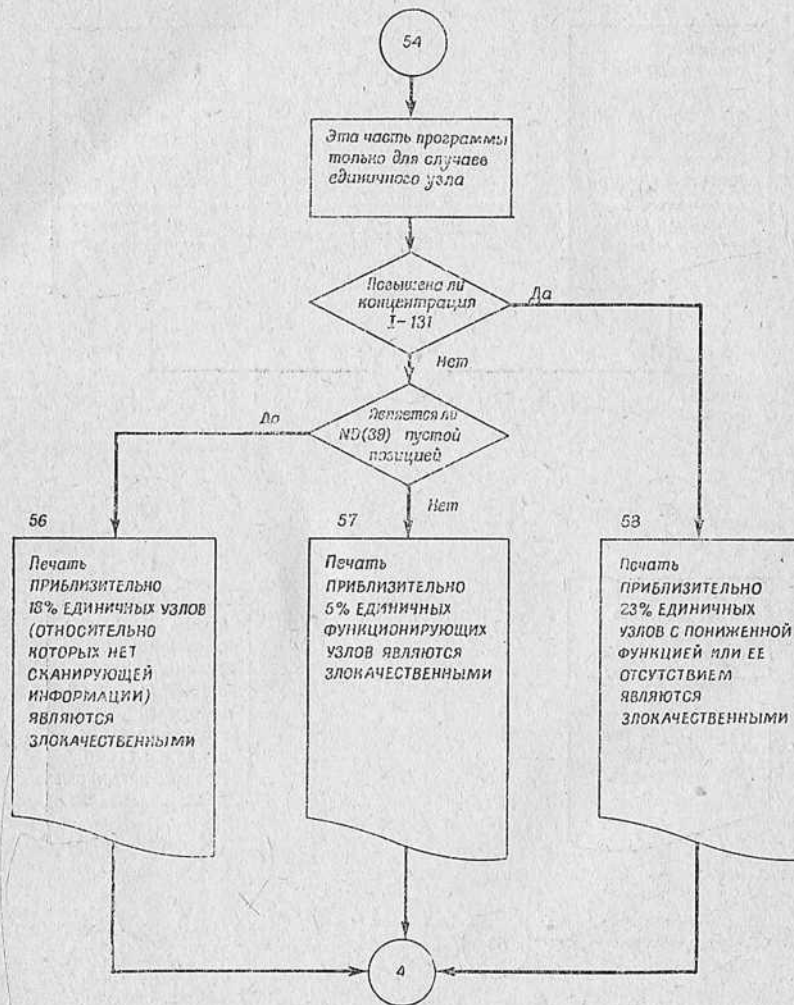 54
Эта часть программы
только для случаев
единичного узла
Повышена ли
концентрация
I-131
Да
Нет
Является ли
ND(39) пустой
позицией
Да
Нет
56
Печать
ПРИБЛИЗИТЕЛЬНО
18% ЕДИНИЧНЫХ УЗЛОВ
(ОТНОСИТЕЛЬНО
КОТОРЫХ НЕТ
СКАНИРУЮЩЕЙ
ИНФОРМАЦИИ)
ЯВЛЯЮТСЯ
ЗЛОКАЧЕСТВЕННЫМИ
57
Печать
ПРИБЛИЗИТЕЛЬНО
5% ЕДИНИЧНЫХ
ФУНКЦИОНИРУЮЩИХ
УЗЛОВ ЯВЛЯЮТСЯ
ЗЛОКАЧЕСТВЕННЫМИ
58
Печать
ПРИБЛИЗИТЕЛЬНО
23% ЕДИНИЧНЫХ
УЗЛОВ С ПОНИЖЕННОЙ
ФУНКЦИЕЙ ИЛИ ЕЕ
ОТСУТСТВИЕМ
ЯВЛЯЮТСЯ
ЗЛОКАЧЕСТВЕННЫМИ
4